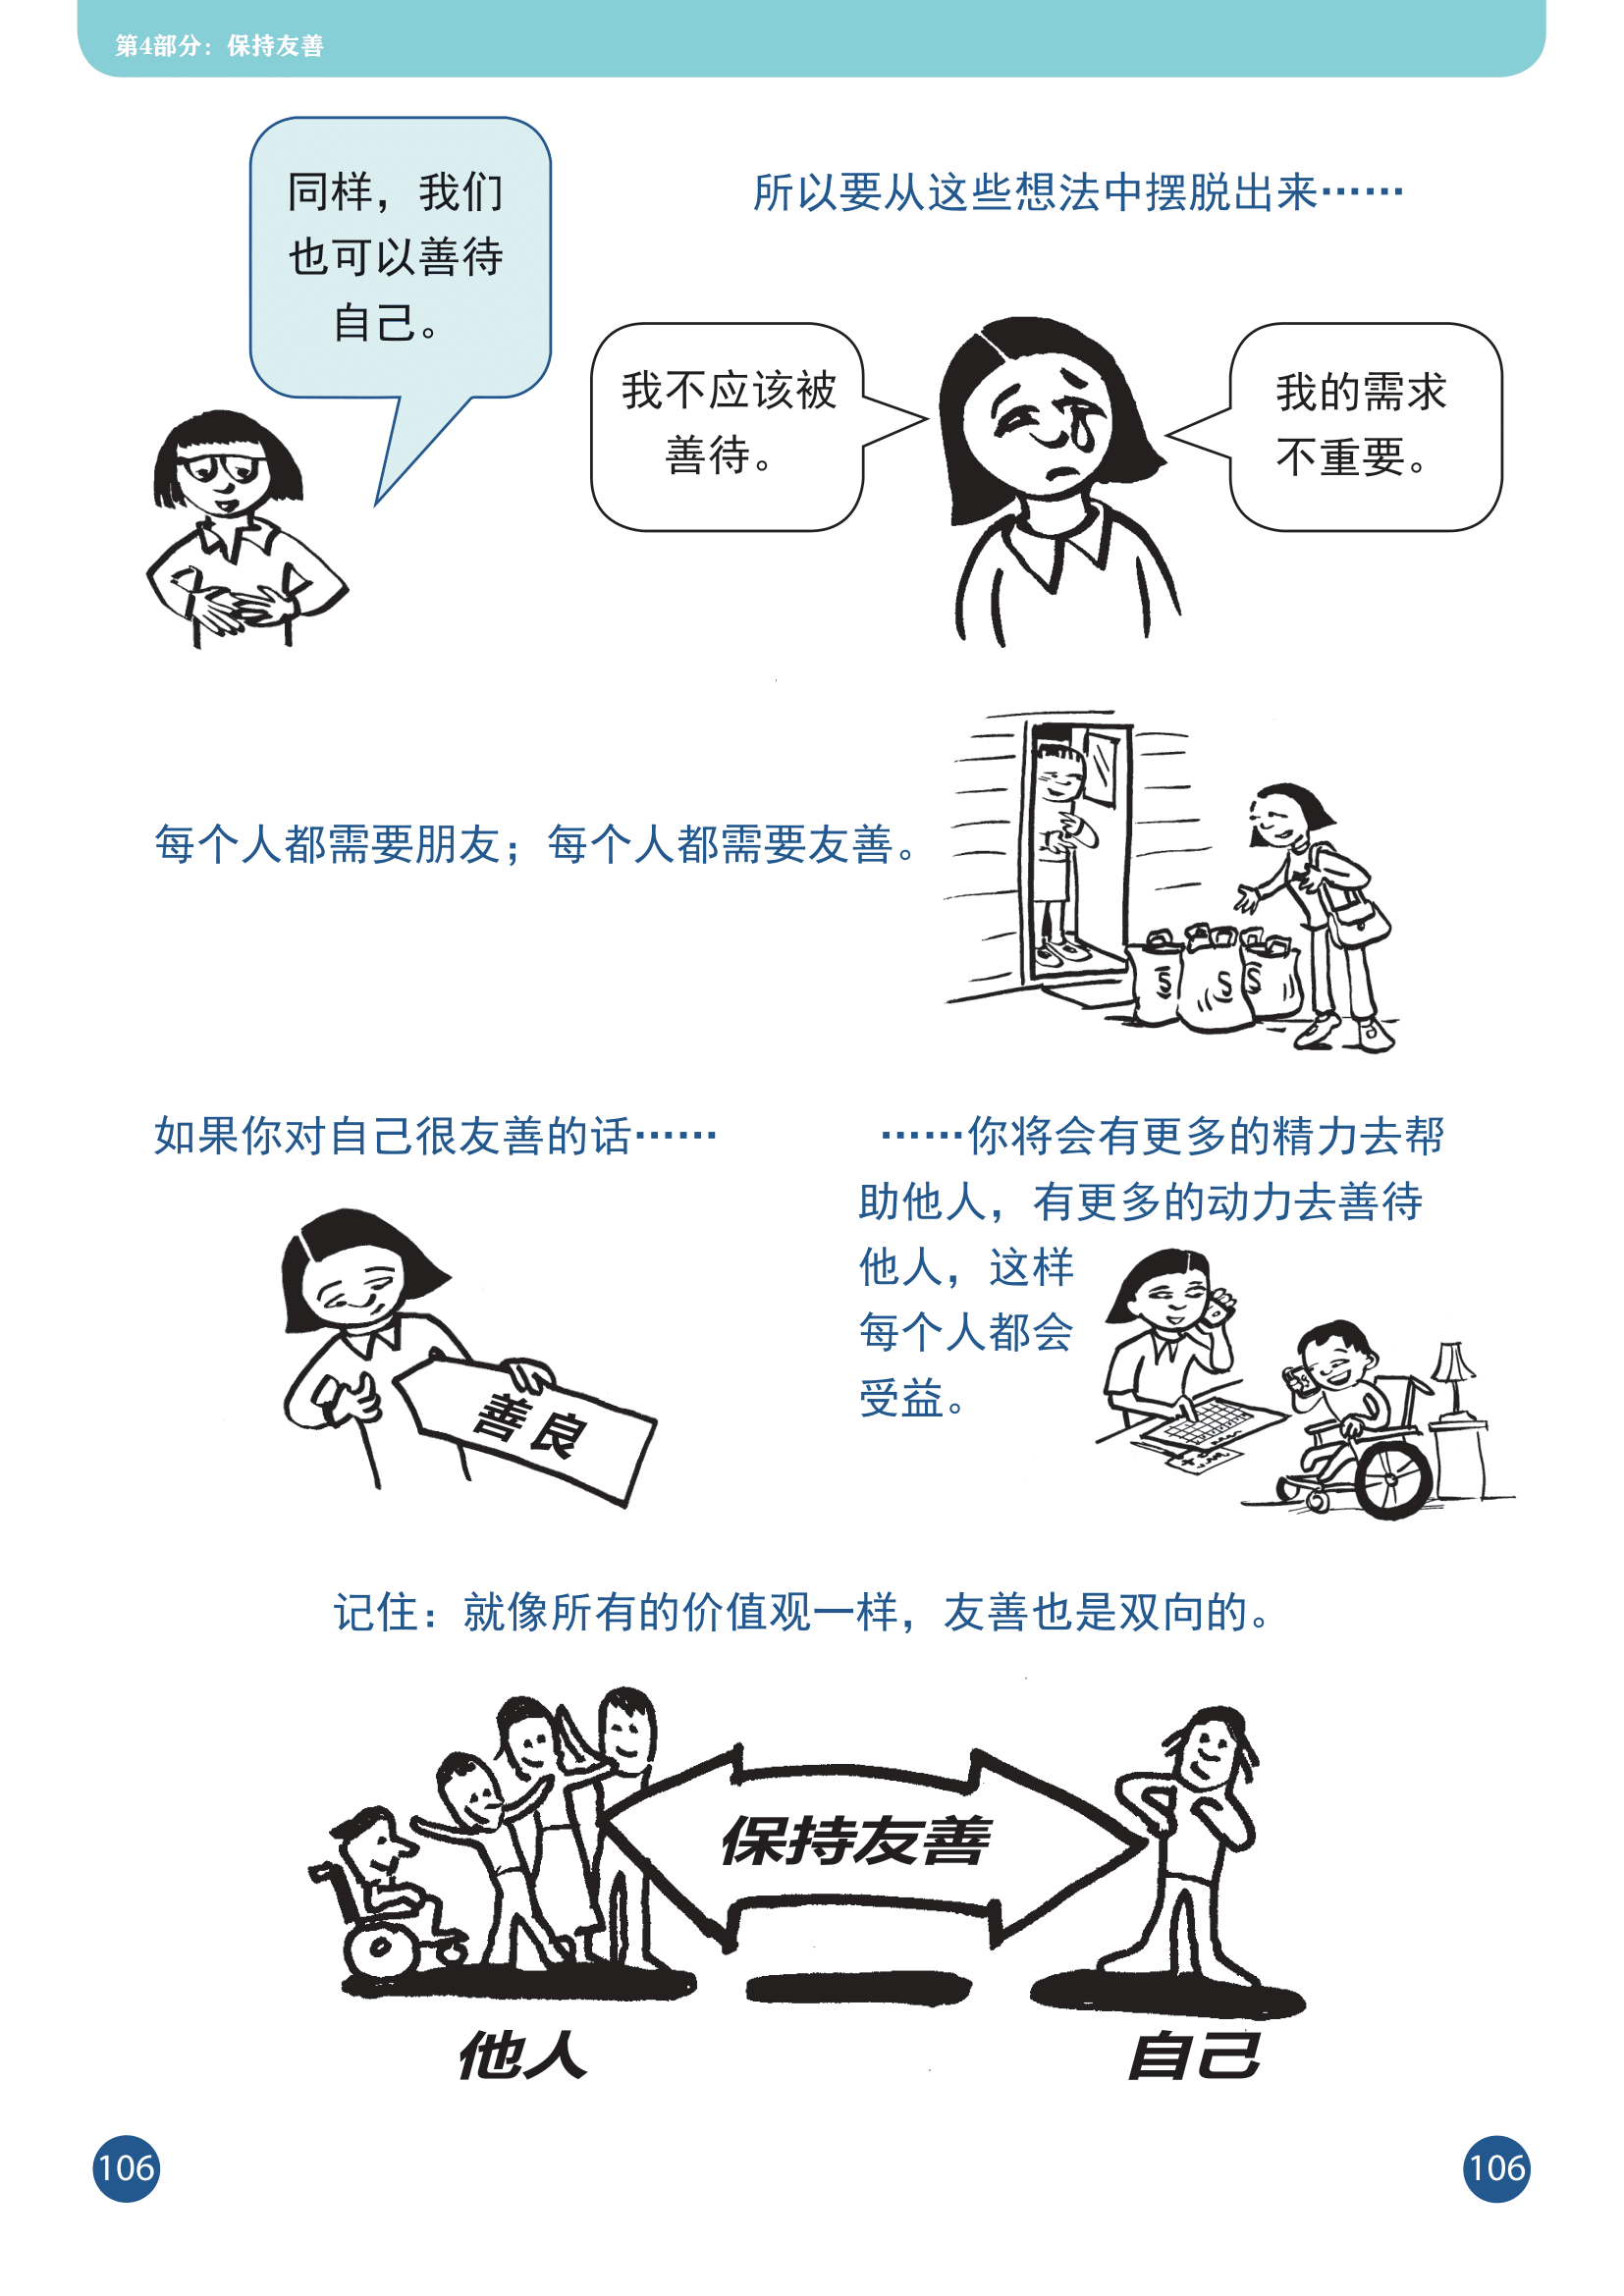 第4部分：保持友善
同样，我们
也可以善待
自己。
所以要从这些想法中摆脱出来……
我不应该被
善待。
我的需求
不重要。
每个人都需要朋友；每个人都需要友善。
S
S
S
如果你对自己很友善的话……
……你将会有更多的精力去帮
助他人，有更多的动力去善待
他人，这样
每个人都会
受益。
善良
记住：就像所有的价值观一样，友善也是双向的。
保持友善
他人
自己
106
106